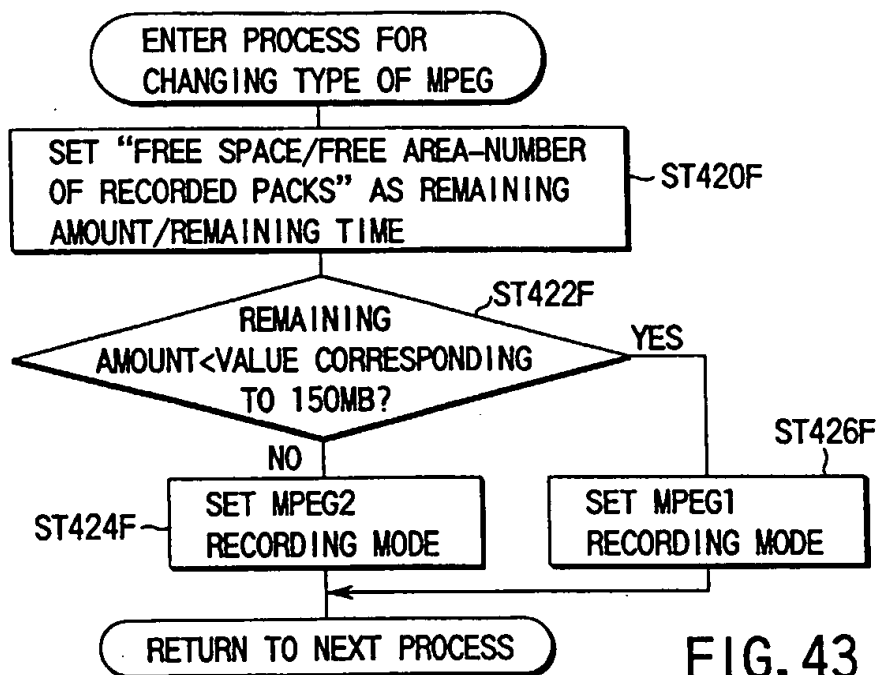 ENTER PROCESS FOR
CHANGING TYPE OF MPEG
SET “FREE SPACE/FREE AREA-NUMBER
OF RECORDED PACKS” AS REMAINING
AMOUNT/REMAINING TIME
ST420F
ST422F
REMAINING
AMOUNT<VALUE CORRESPONDING
TO 150MB?
YES
NO
ST426F
ST424F
SET MPEG2
RECORDING MODE
SET MPEG1
RECORDING MODE
RETURN TO NEXT PROCESS
FIG. 43